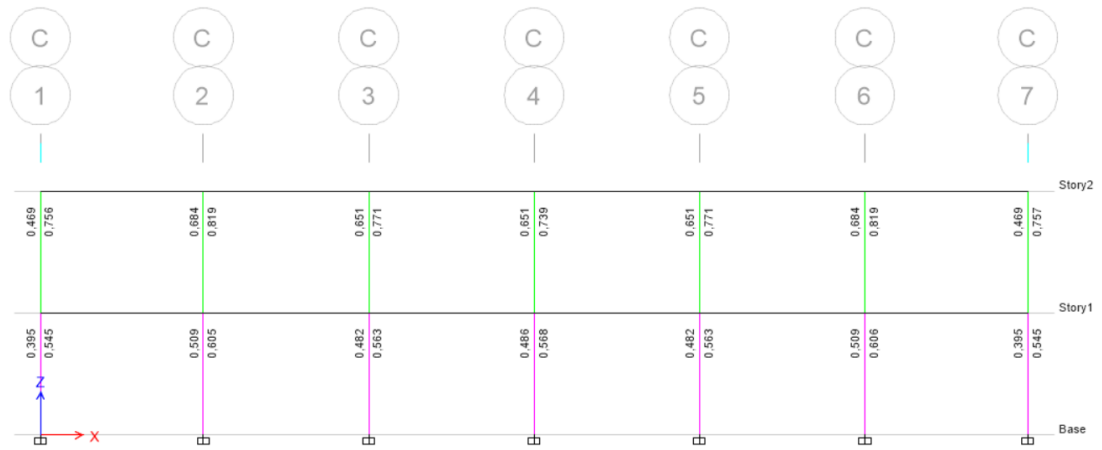 C C C C C C C
1 2 3 4 5 6 7
Story2
0,469 0,756 0,684 0,819 0,651 0,771 0,651 0,739 0,651 0,771 0,684 0,819 0,469 0,757
Story1
0,395 0,545 0,509 0,605 0,482 0,563 0,486 0,568 0,482 0,563 0,509 0,606 0,395 0,545
Z
X
Base